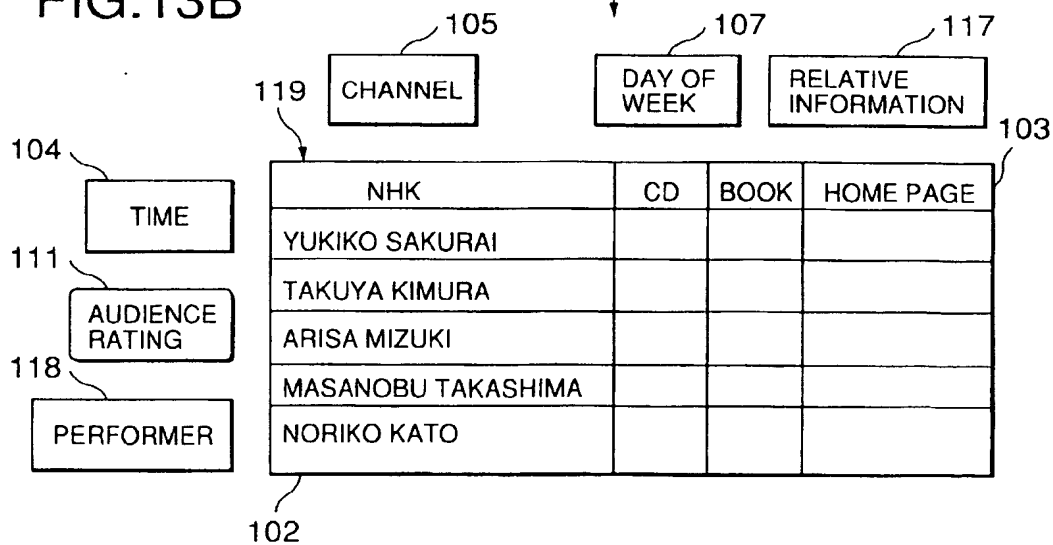 FIG.13B
105
107
117
CHANNEL
DAY OF
WEEK
RELATIVE
INFORMATION
119
103
104
TIME
NHK CD BOOK HOME PAGE
YUKIKO SAKURAI
111
TAKUYA KIMURA
AUDIENCE
RATING
ARISA MIZUKI
118
MASANOBU TAKASHIMA
PERFORMER
NORIKO KATO
102